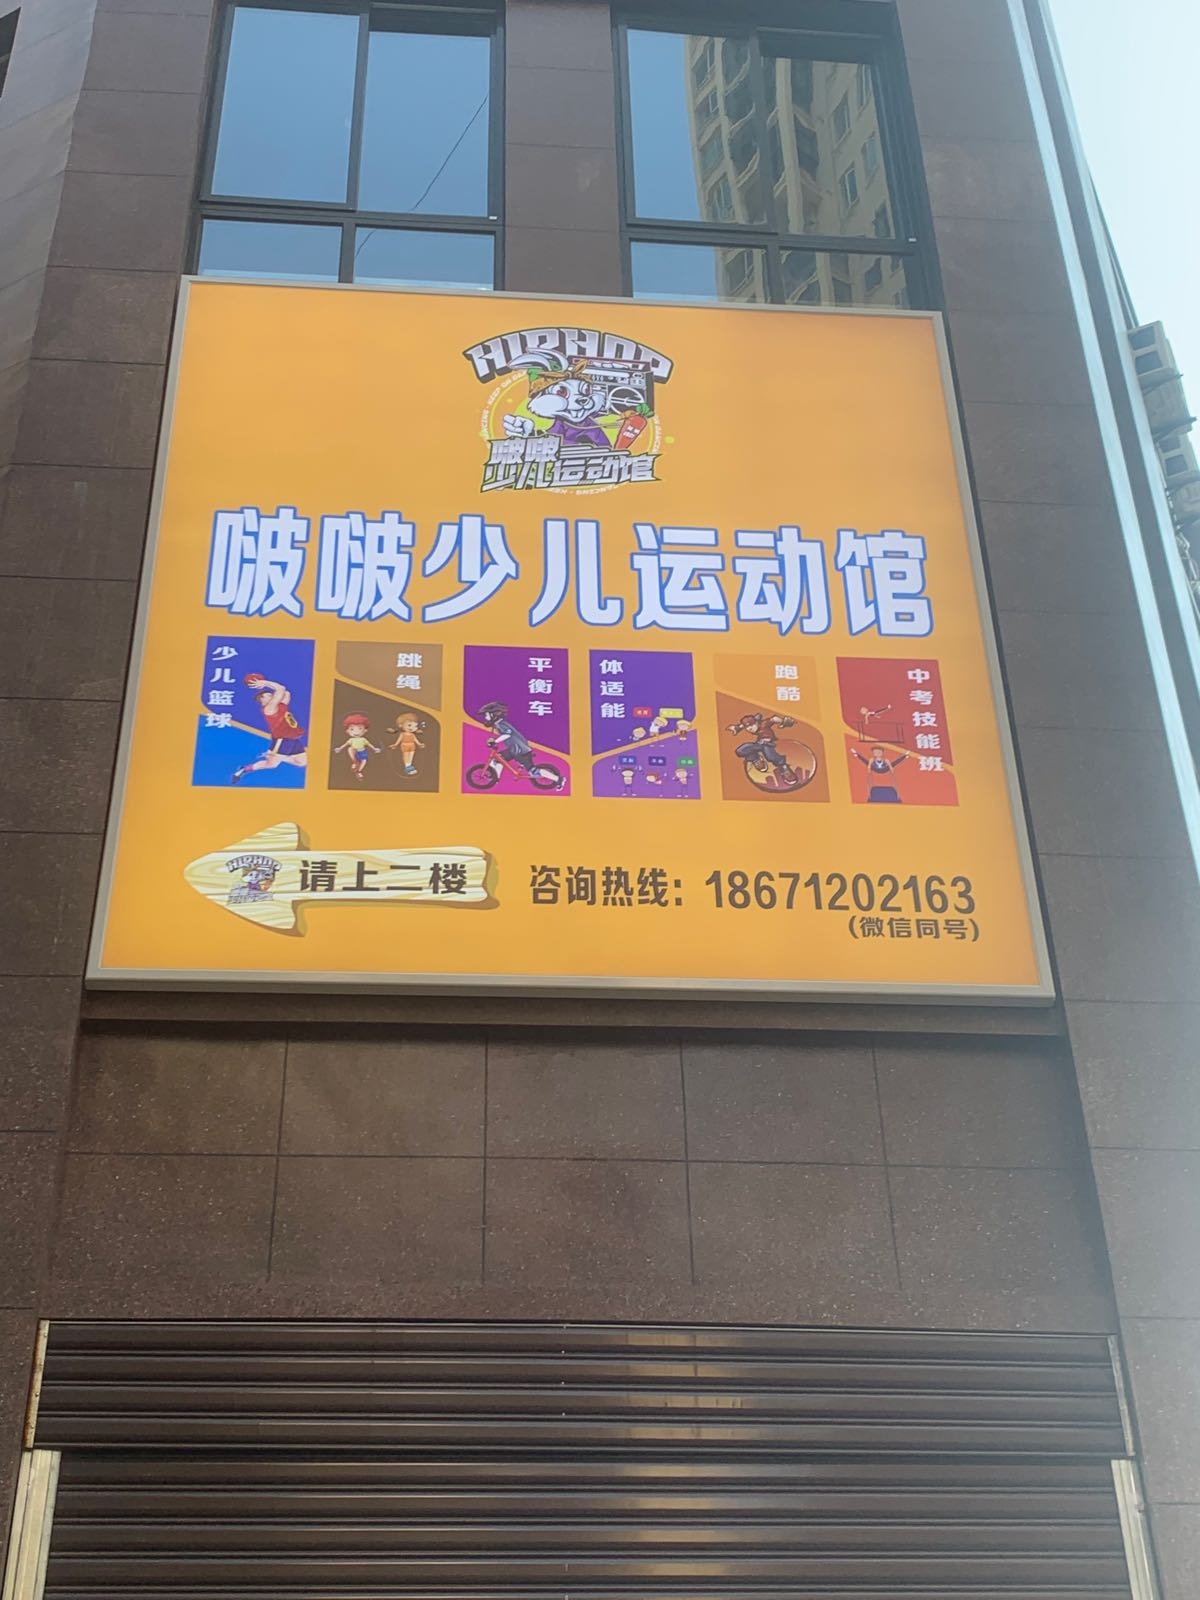 HIPHOP
啵啵
少儿运动馆
啵啵少儿运动馆
少儿篮球
跳绳
平衡车
体适能
跑酷
中考技能班
HIPHOP
请上二楼
咨询热线：18671202163
(微信同号)